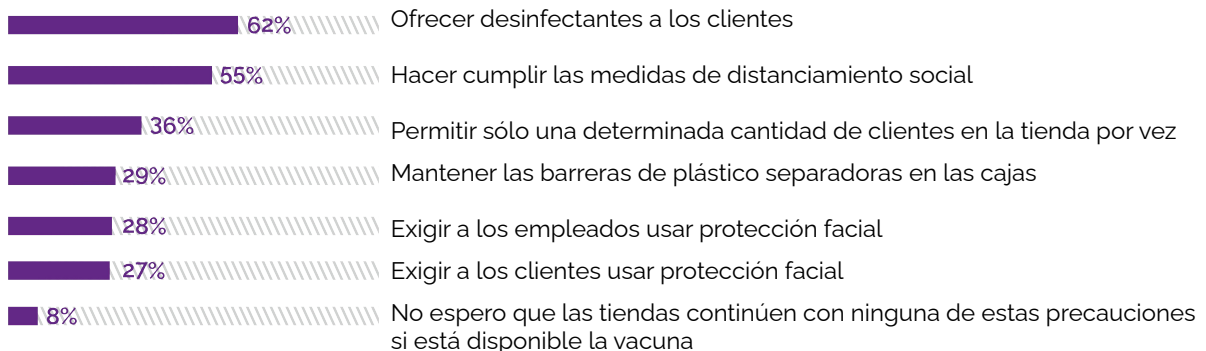 62% Ofrecer desinfectantes a los clientes
55% Hacer cumplir las medidas de distanciamiento social
36% Permitir sólo una determinada cantidad de clientes en la tienda por vez
29% Mantener las barreras de plástico separadoras en las cajas
28% Exigir a los empleados usar protección facial
27% Exigir a los clientes usar protección facial
8% No espero que las tiendas continúen con ninguna de estas precauciones
si está disponible la vacuna